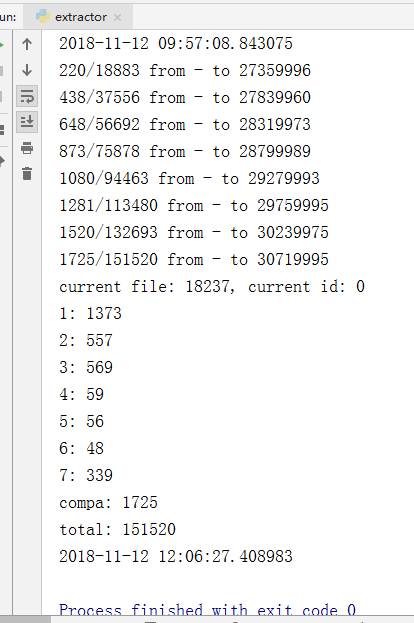 un: extractor ×
2018-11-12 09:57:08.843075
220/18883 from - to 27359996
438/37556 from - to 27839960
648/56692 from - to 28319973
873/75878 from - to 28799989
1080/94463 from - to 29279993
1281/113480 from - to 29759995
1520/132693 from - to 30239975
1725/151520 from - to 30719995
current file: 18237, current id: 0
1: 1373
2: 557
3: 569
4: 59
5: 56
6: 48
7: 339
compa: 1725
total: 151520
2018-11-12 12:06:27.408983
Process finished with exit code 0